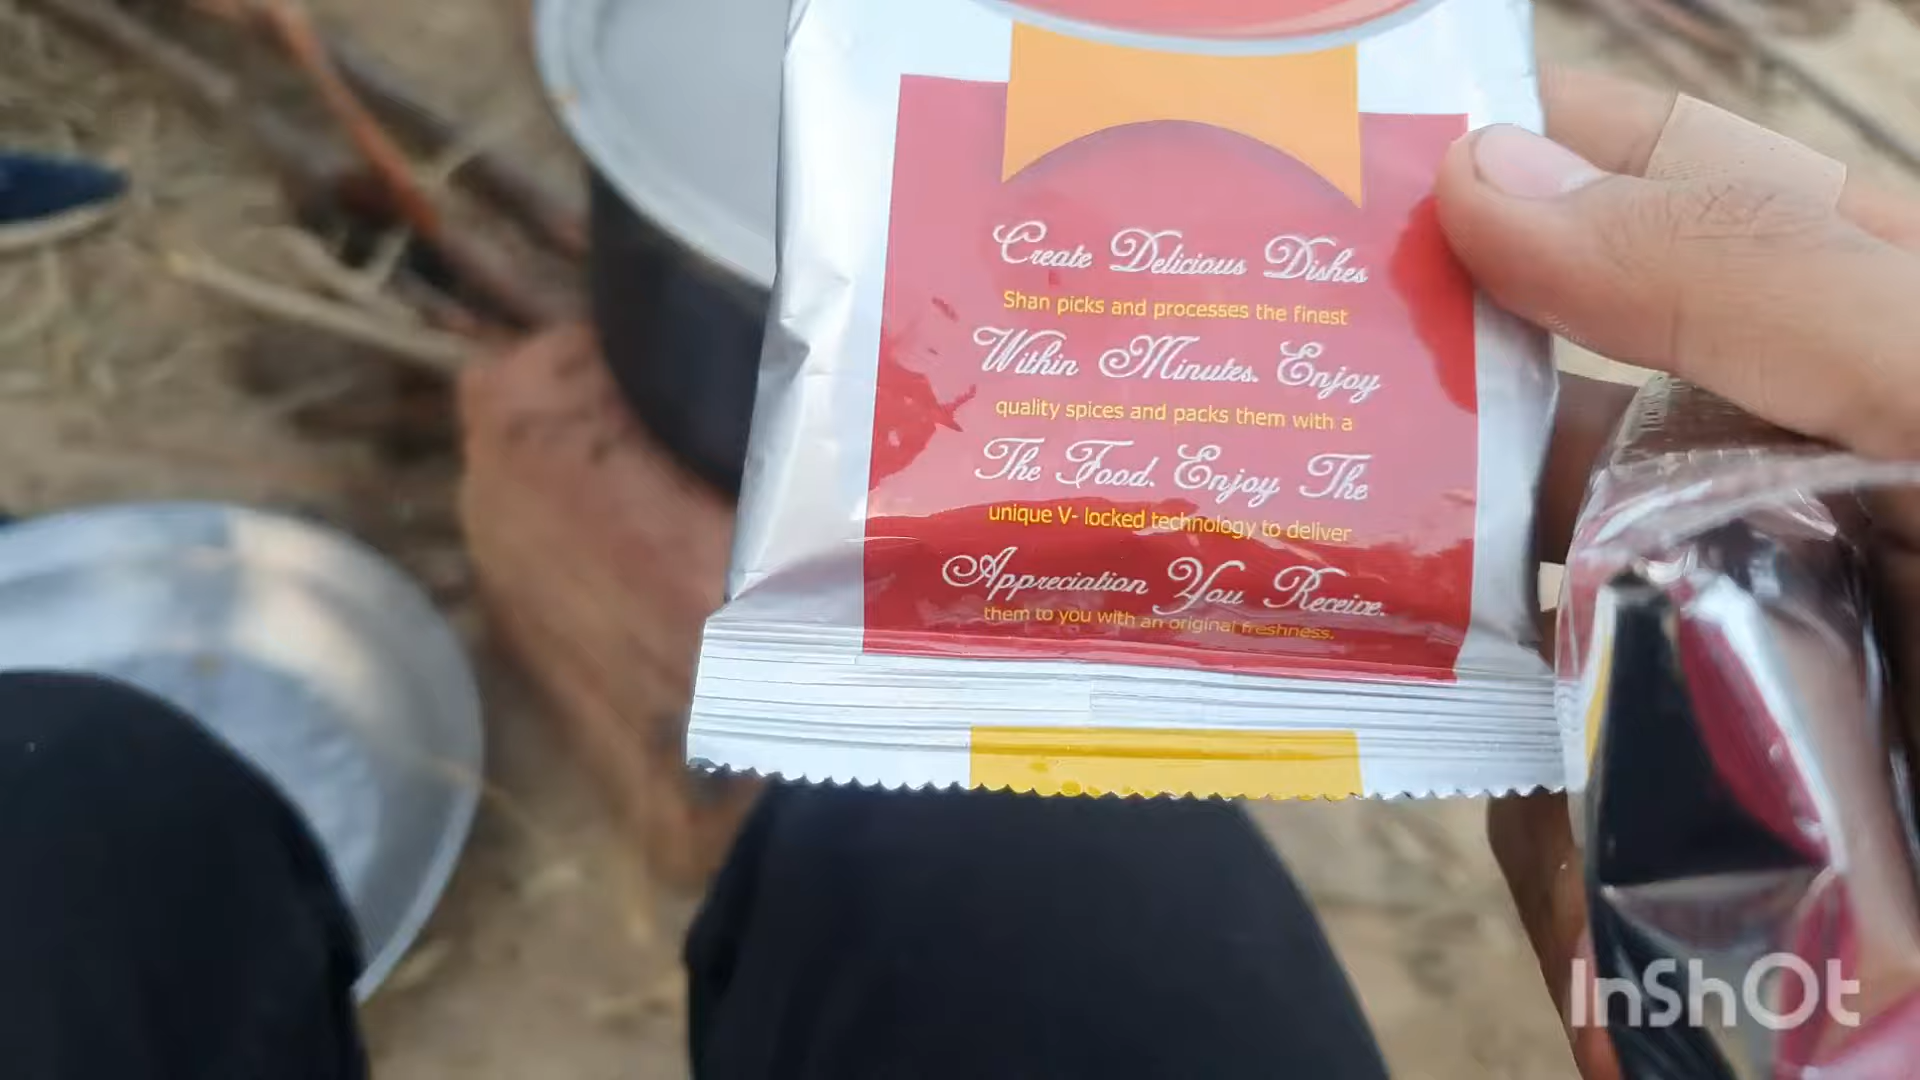 Create Delicious Dishes
Shan picks and processes the finest
Within Minutes. Enjoy
quality spices and packs them with a
The Food. Enjoy The
unique V- locked technology to deliver
Appreciation You Receive.
them to you with an original freshness.
InShOt